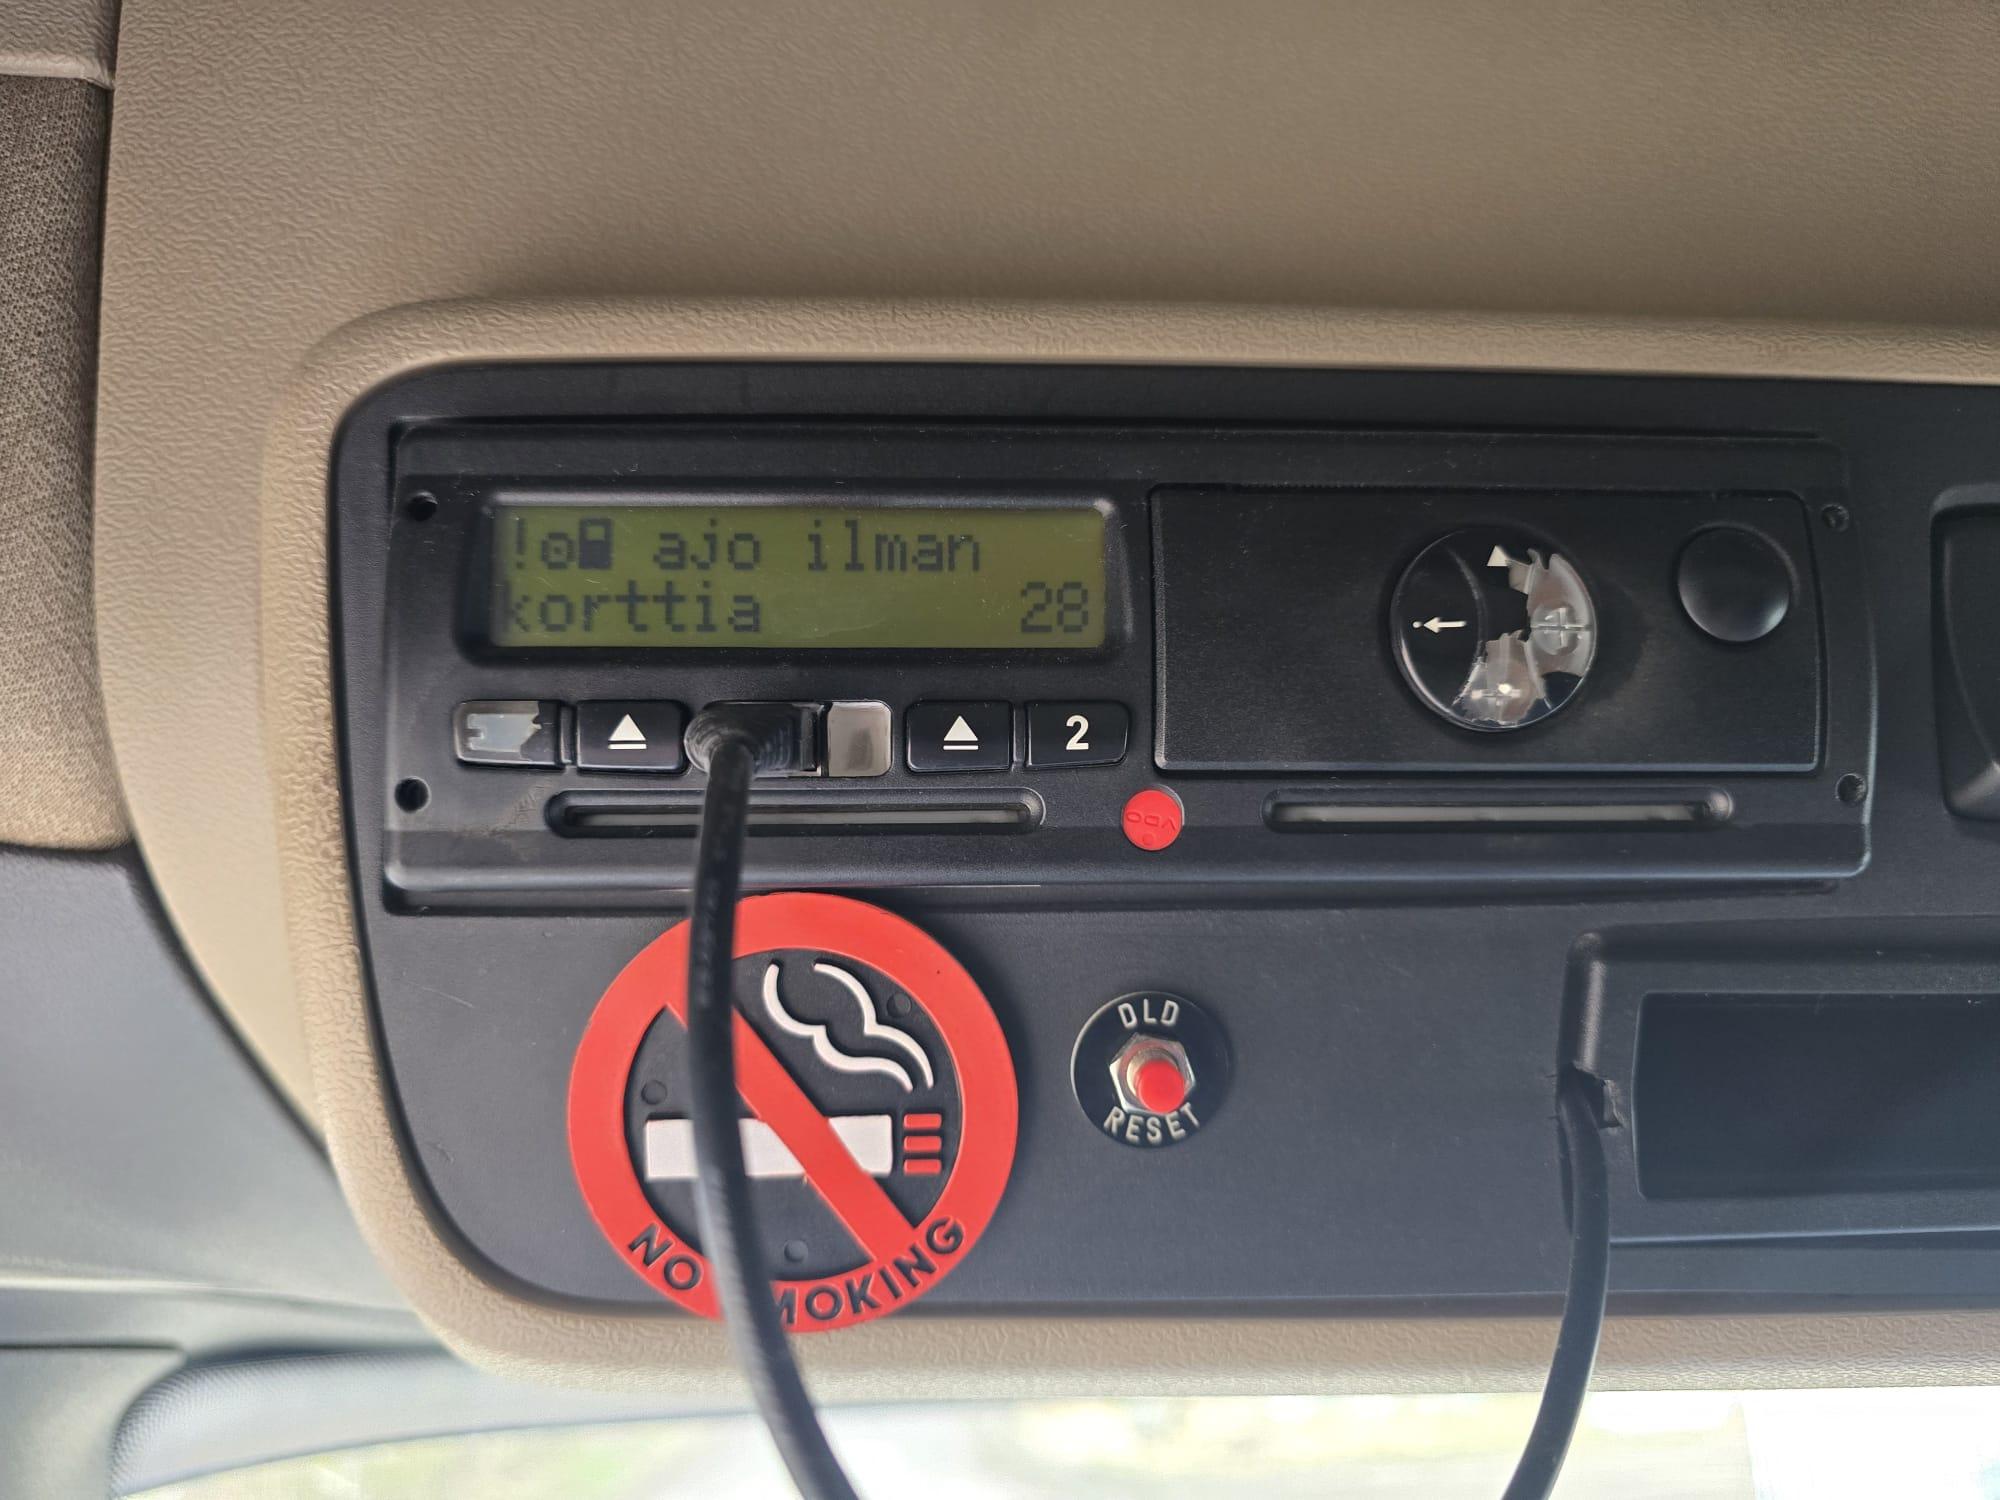 ! ajo ilman
korttia 28
2
VDO
DLD
RESET
NO SMOKING